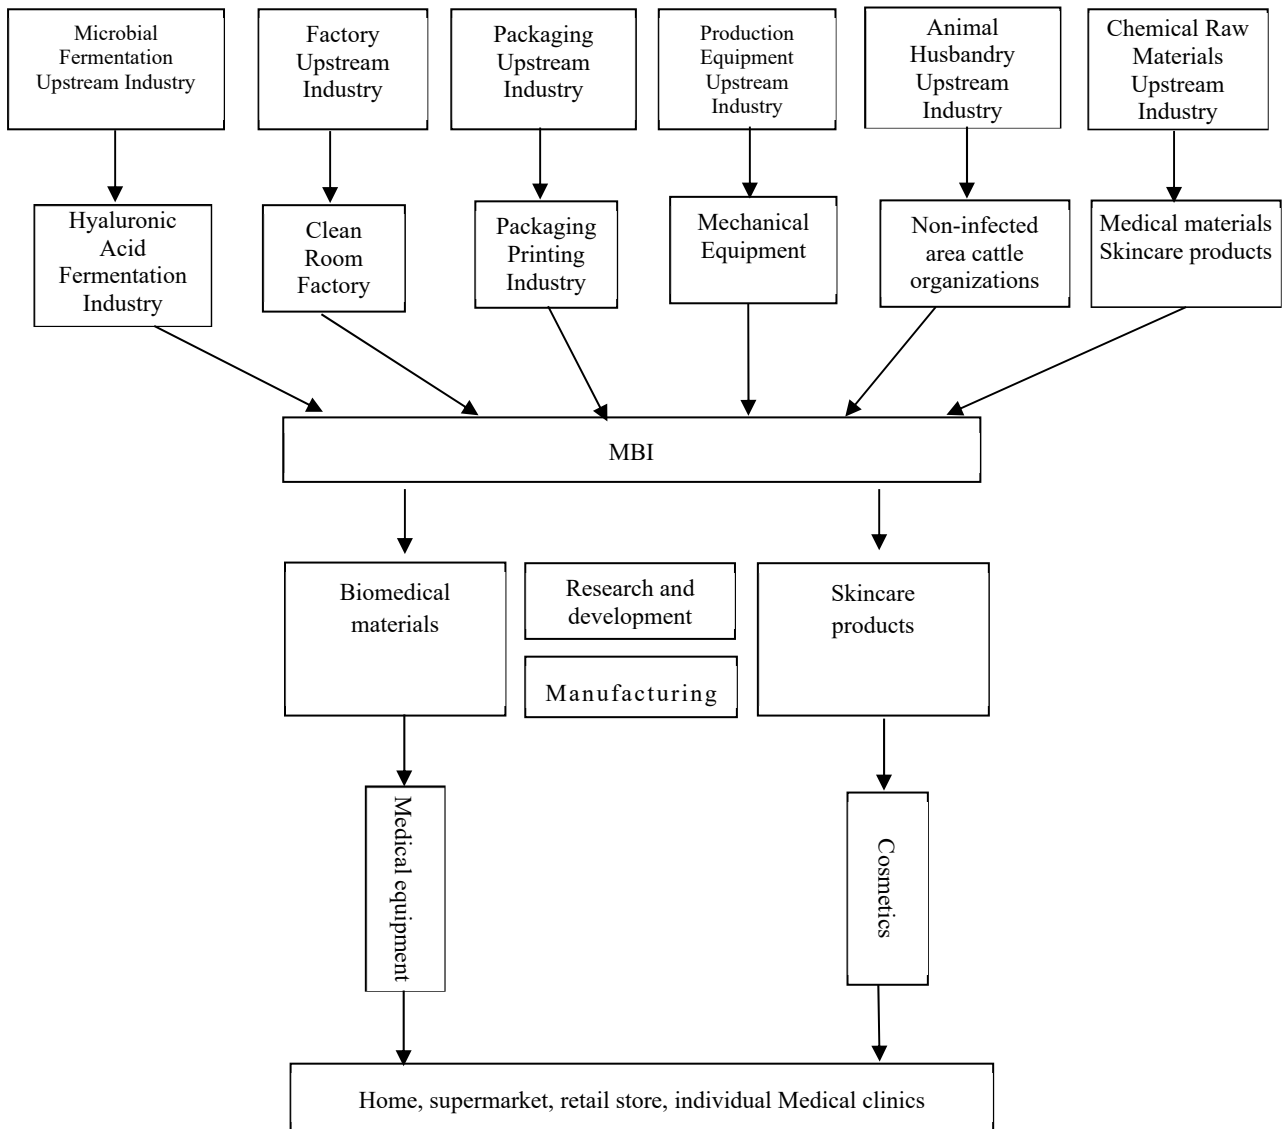 Microbial
Fermentation
Upstream Industry
Factory
Upstream
Industry
Packaging
Upstream
Industry
Production
Equipment
Upstream
Industry
Animal
Husbandry
Upstream
Industry
Chemical Raw
Materials
Upstream
Industry
Hyaluronic
Acid
Fermentation
Industry
Clean
Room
Factory
Packaging
Printing
Industry
Mechanical
Equipment
Non-infected
area cattle
organizations
Medical materials
Skincare products
MBI
Biomedical
materials
Research and
development
Manufacturing
Skincare
products
Medical equipment
Cosmetics
Home, supermarket, retail store, individual Medical clinics